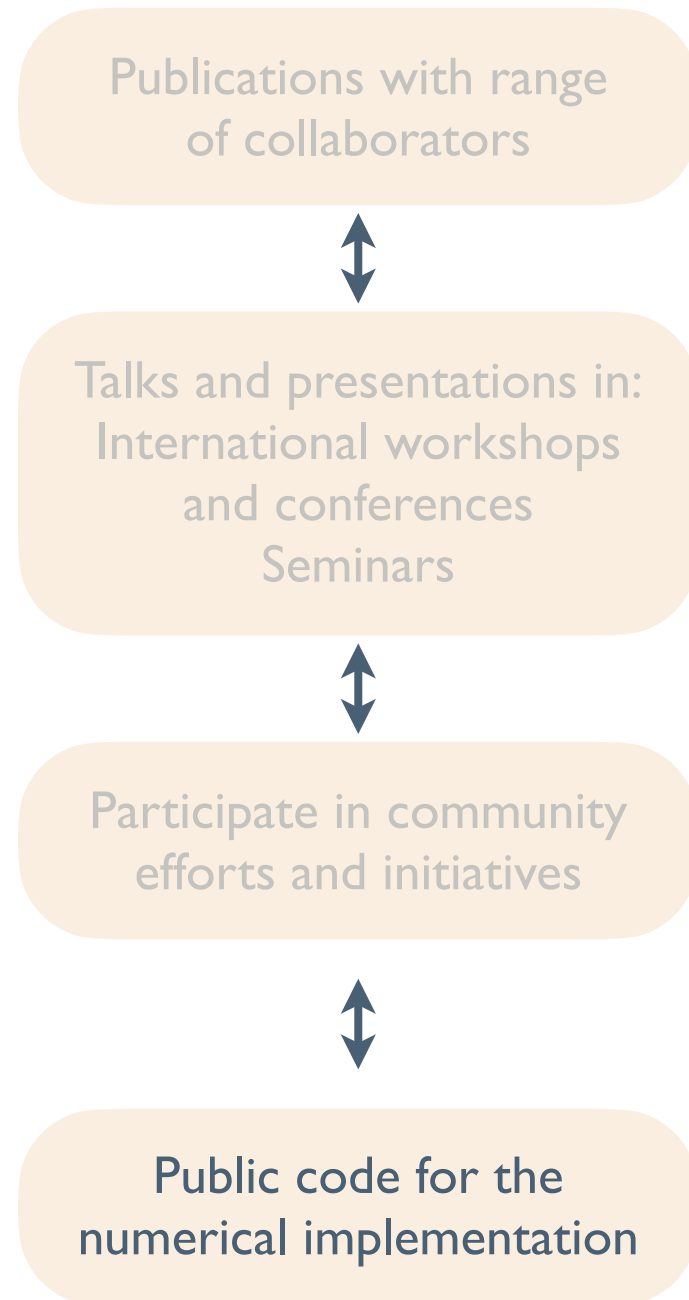 Publications with range
of collaborators
Talks and presentations in:
International workshops
and conferences
Seminars
Participate in community
efforts and initiatives
Public code for the
numerical implementation